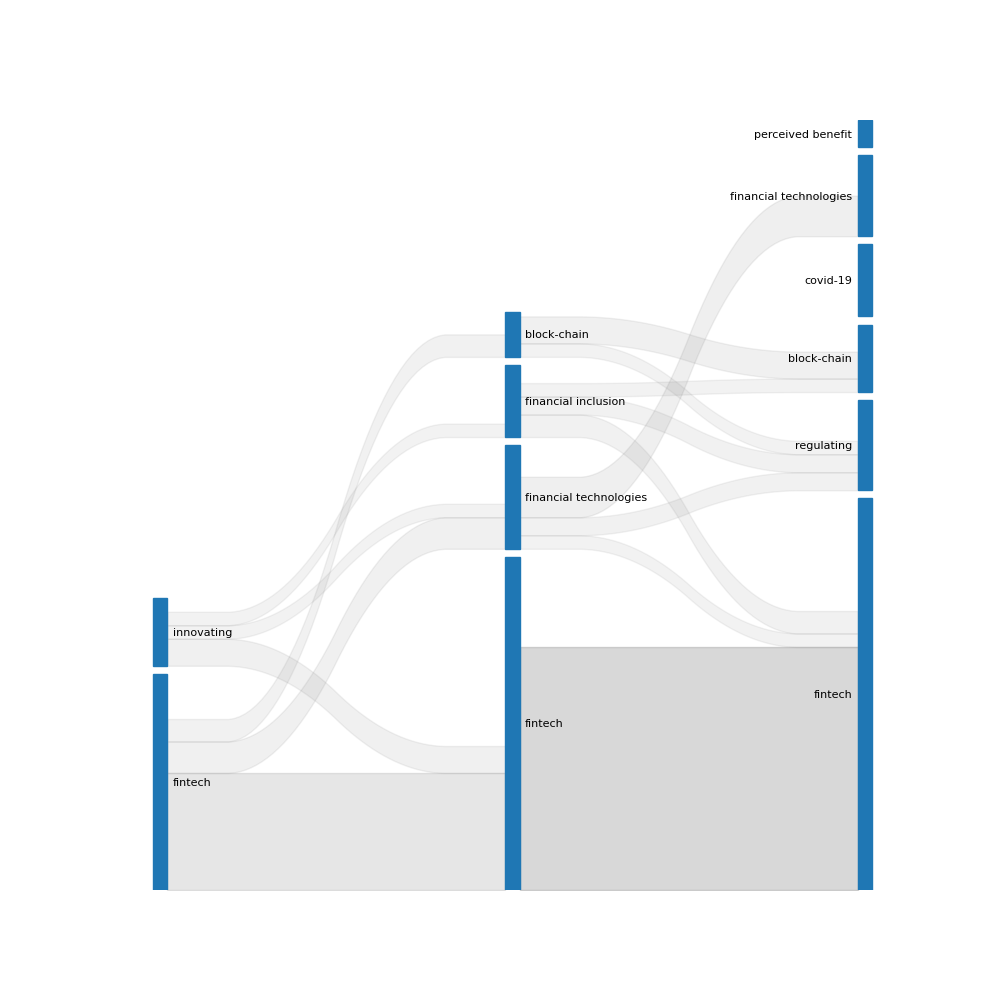 perceived benefit
financial technologies
covid-19
block-chain
block-chain
financial inclusion
regulating
financial technologies
innovating
fintech
fintech
fintech